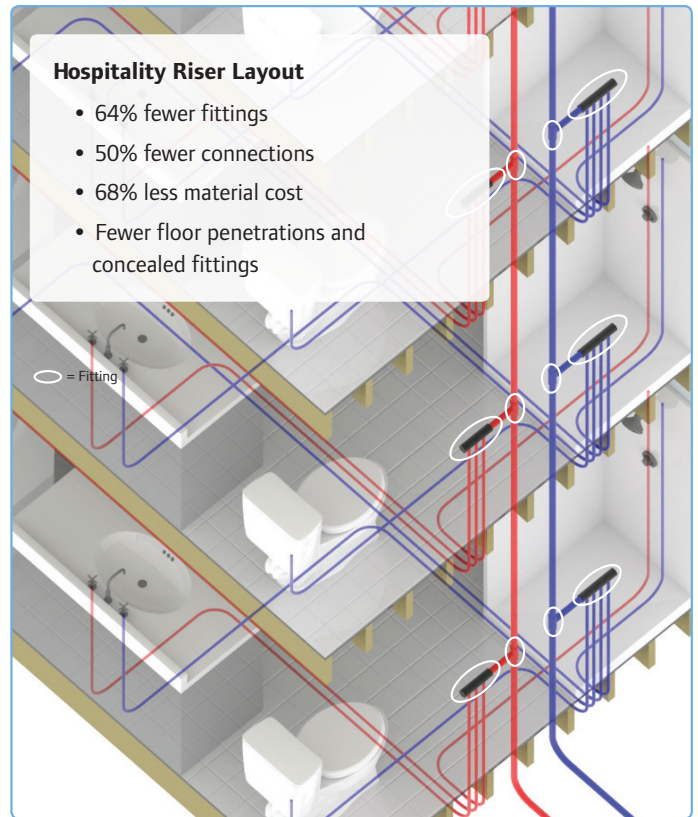 Hospitality Riser Layout
• 64% fewer fittings
• 50% fewer connections
• 68% less material cost
• Fewer floor penetrations and
concealed fittings
= Fitting